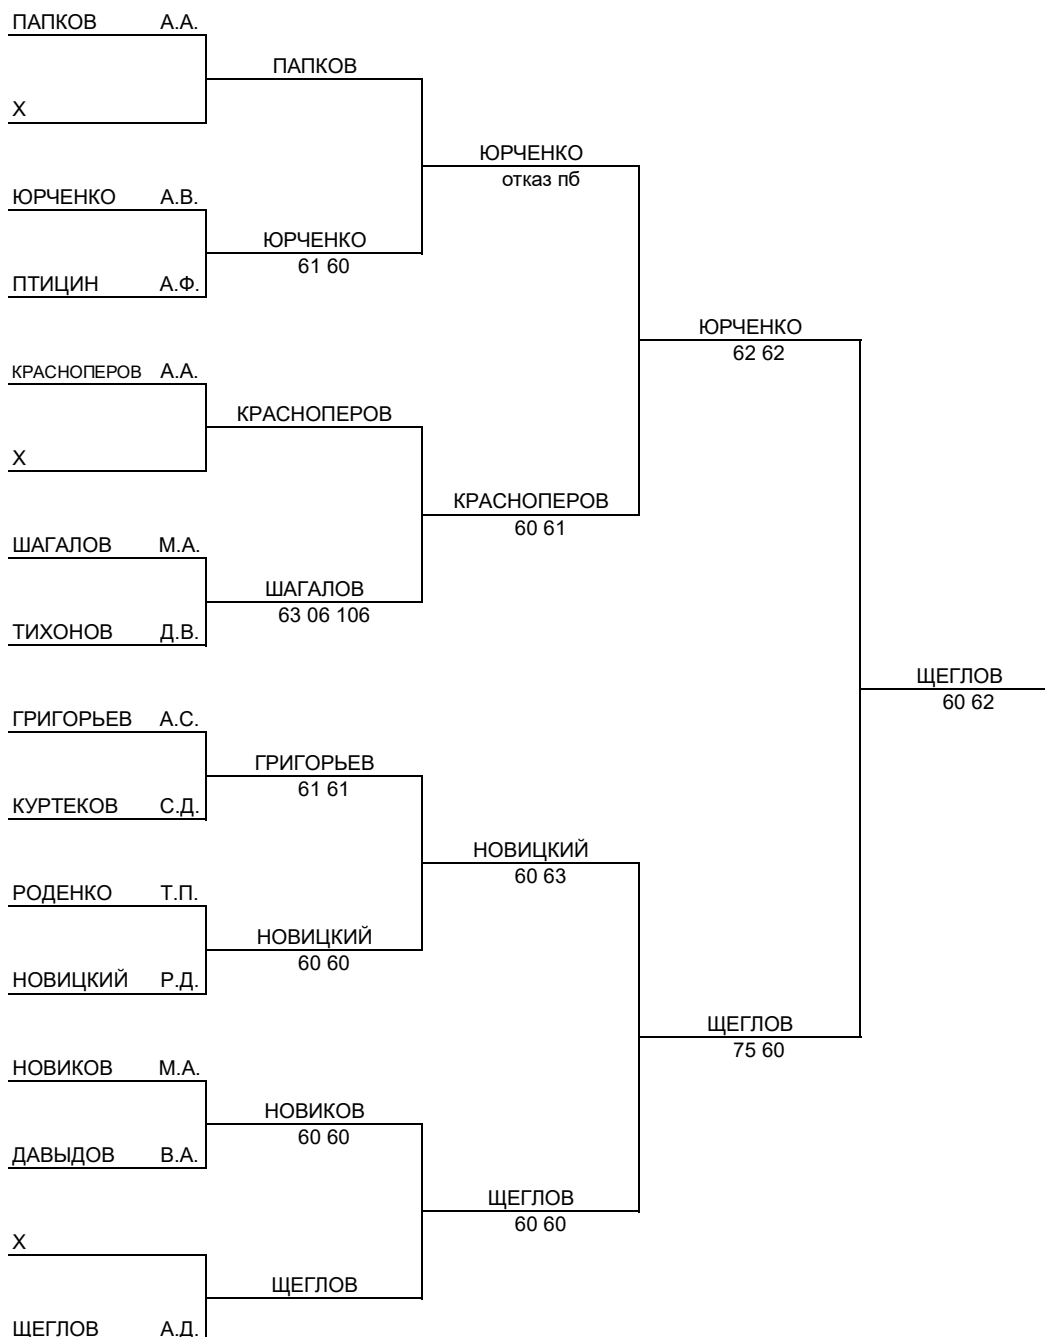 ПАПКОВ А.А.
ПАПКОВ
Х
ЮРЧЕНКО
отказ пб
ЮРЧЕНКО А.В.
ЮРЧЕНКО
61 60
ПТИЦИН А.Ф.
ЮРЧЕНКО
62 62
КРАСНОПЕРОВ А.А.
КРАСНОПЕРОВ
Х
КРАСНОПЕРОВ
60 61
ШАГАЛОВ М.А.
ШАГАЛОВ
63 06 106
ТИХОНОВ Д.В.
ЩЕГЛОВ
60 62
ГРИГОРЬЕВ А.С.
ГРИГОРЬЕВ
61 61
КУРТЕКОВ С.Д.
НОВИЦКИЙ
60 63
РОДЕНКО Т.П.
НОВИЦКИЙ
60 60
НОВИЦКИЙ Р.Д.
ЩЕГЛОВ
75 60
НОВИКОВ М.А.
НОВИКОВ
60 60
ДАВЫДОВ В.А.
ЩЕГЛОВ
60 60
Х
ЩЕГЛОВ
ЩЕГЛОВ А.Д.